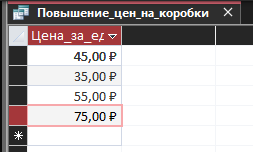 Повышение_цен_на_коробки
Цена_за_ед
45,00 ₽
35,00 ₽
55,00 ₽
75,00 ₽